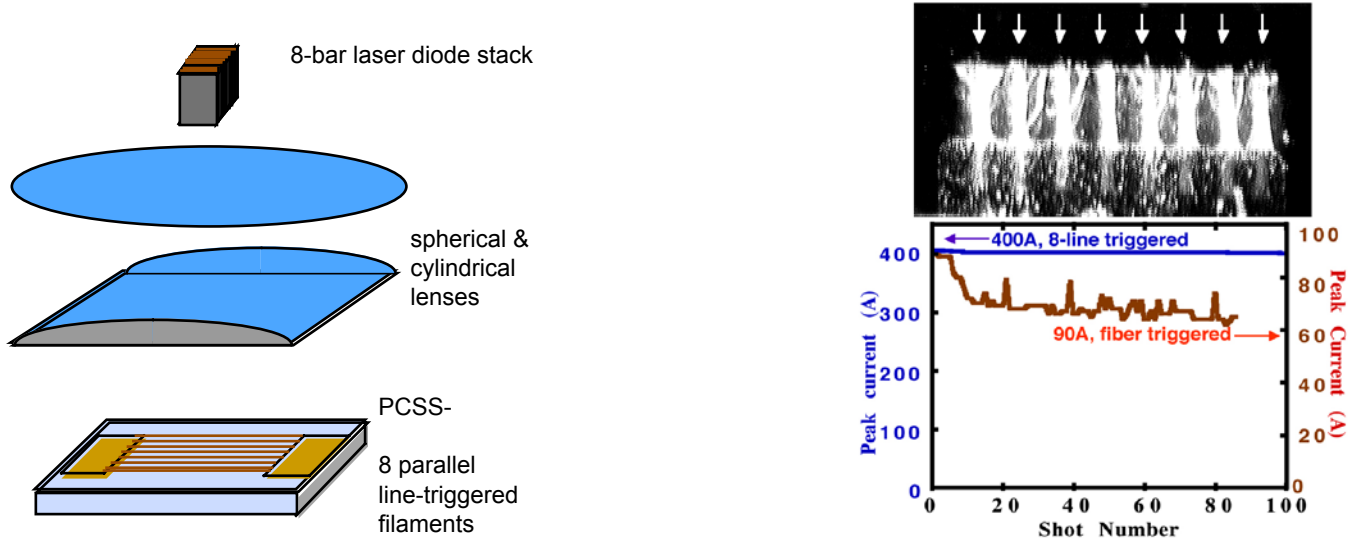 8-bar laser diode stack
spherical &
cylindrical
lenses
PCSS-
8 parallel
line-triggered
filaments
400A, 8-line triggered
90A, fiber triggered
Peak current (A)
400
300
200
100
0
Peak Current (A)
100
80
60
40
20
0
0 20 40 60 80 100
Shot Number